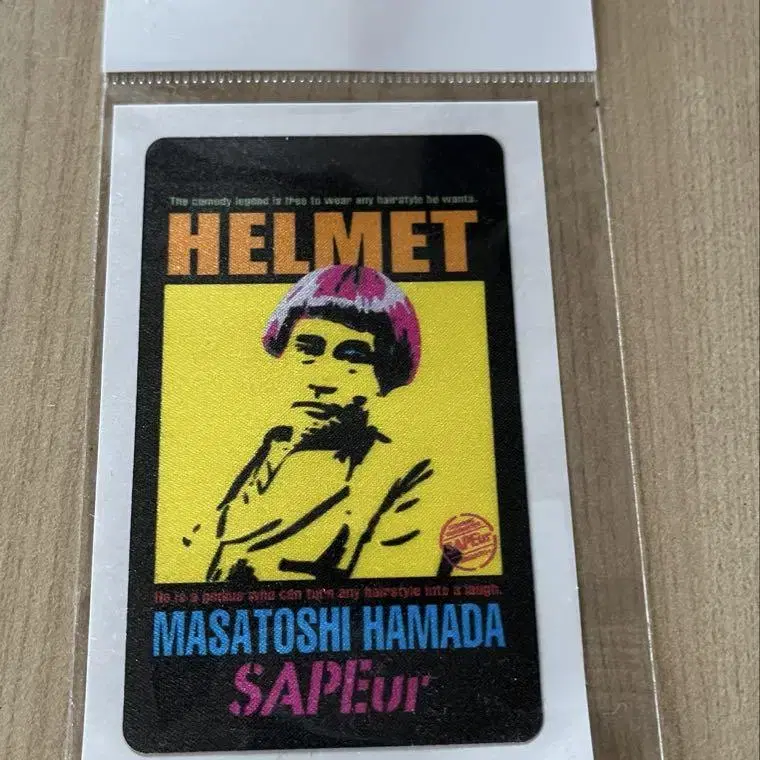 The comedy legend is free to wear any hairstyle he wants.
HELMET
SAPEur
He is a genius who can turn any hairstyle into a laugh.
MASATOSHI HAMADA
SAPEur